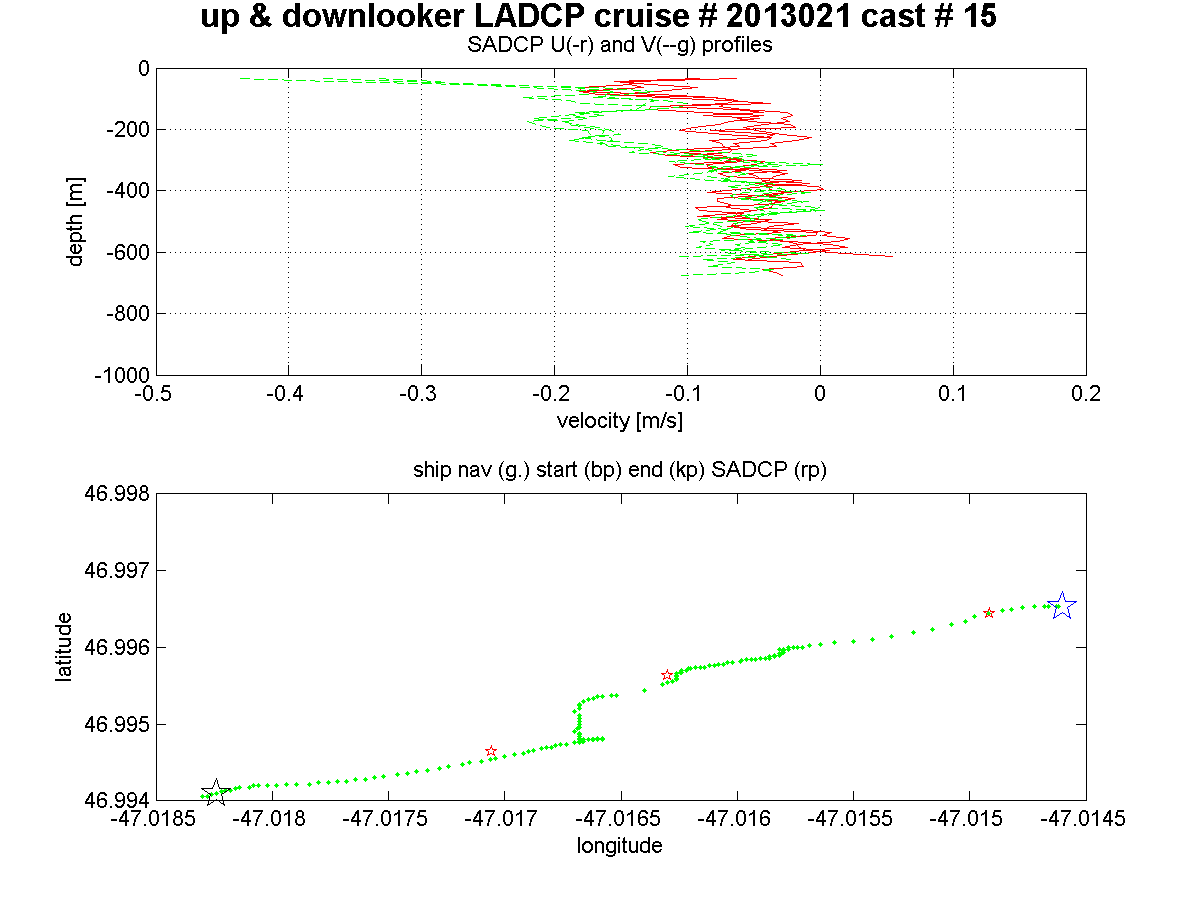 up & downlooker LADCP cruise # 2013021 cast # 15
SADCP U(-r) and V(--g) profiles
0
-200
-400
-600
-800
-1000
depth [m]
-0.5 -0.4 -0.3 -0.2 -0.1 0 0.1 0.2
velocity [m/s]
ship nav (g.) start (bp) end (kp) SADCP (rp)
46.998
46.997
46.996
46.995
46.994
latitude
-47.0185 -47.018 -47.0175 -47.017 -47.0165 -47.016 -47.0155 -47.015 -47.0145
longitude